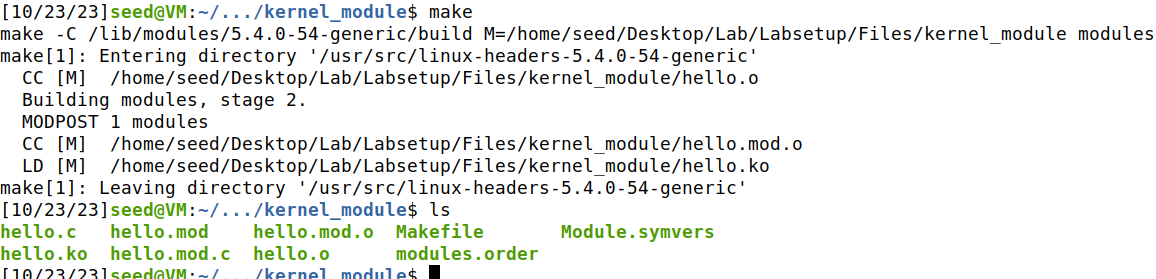 [10/23/23]seed@VM:~/.../kernel_module$ make
make -C /lib/modules/5.4.0-54-generic/build M=/home/seed/Desktop/Lab/Labsetup/Files/kernel_module modules
make[1]: Entering directory '/usr/src/linux-headers-5.4.0-54-generic'
  CC [M]  /home/seed/Desktop/Lab/Labsetup/Files/kernel_module/hello.o
  Building modules, stage 2.
  MODPOST 1 modules
  CC [M]  /home/seed/Desktop/Lab/Labsetup/Files/kernel_module/hello.mod.o
  LD [M]  /home/seed/Desktop/Lab/Labsetup/Files/kernel_module/hello.ko
make[1]: Leaving directory '/usr/src/linux-headers-5.4.0-54-generic'
[10/23/23]seed@VM:~/.../kernel_module$ ls
hello.c   hello.mod    hello.mod.o  Makefile       Module.symvers
hello.ko  hello.mod.c  hello.o      modules.order
[10/23/23]seed@VM:~/.../kernel_module$